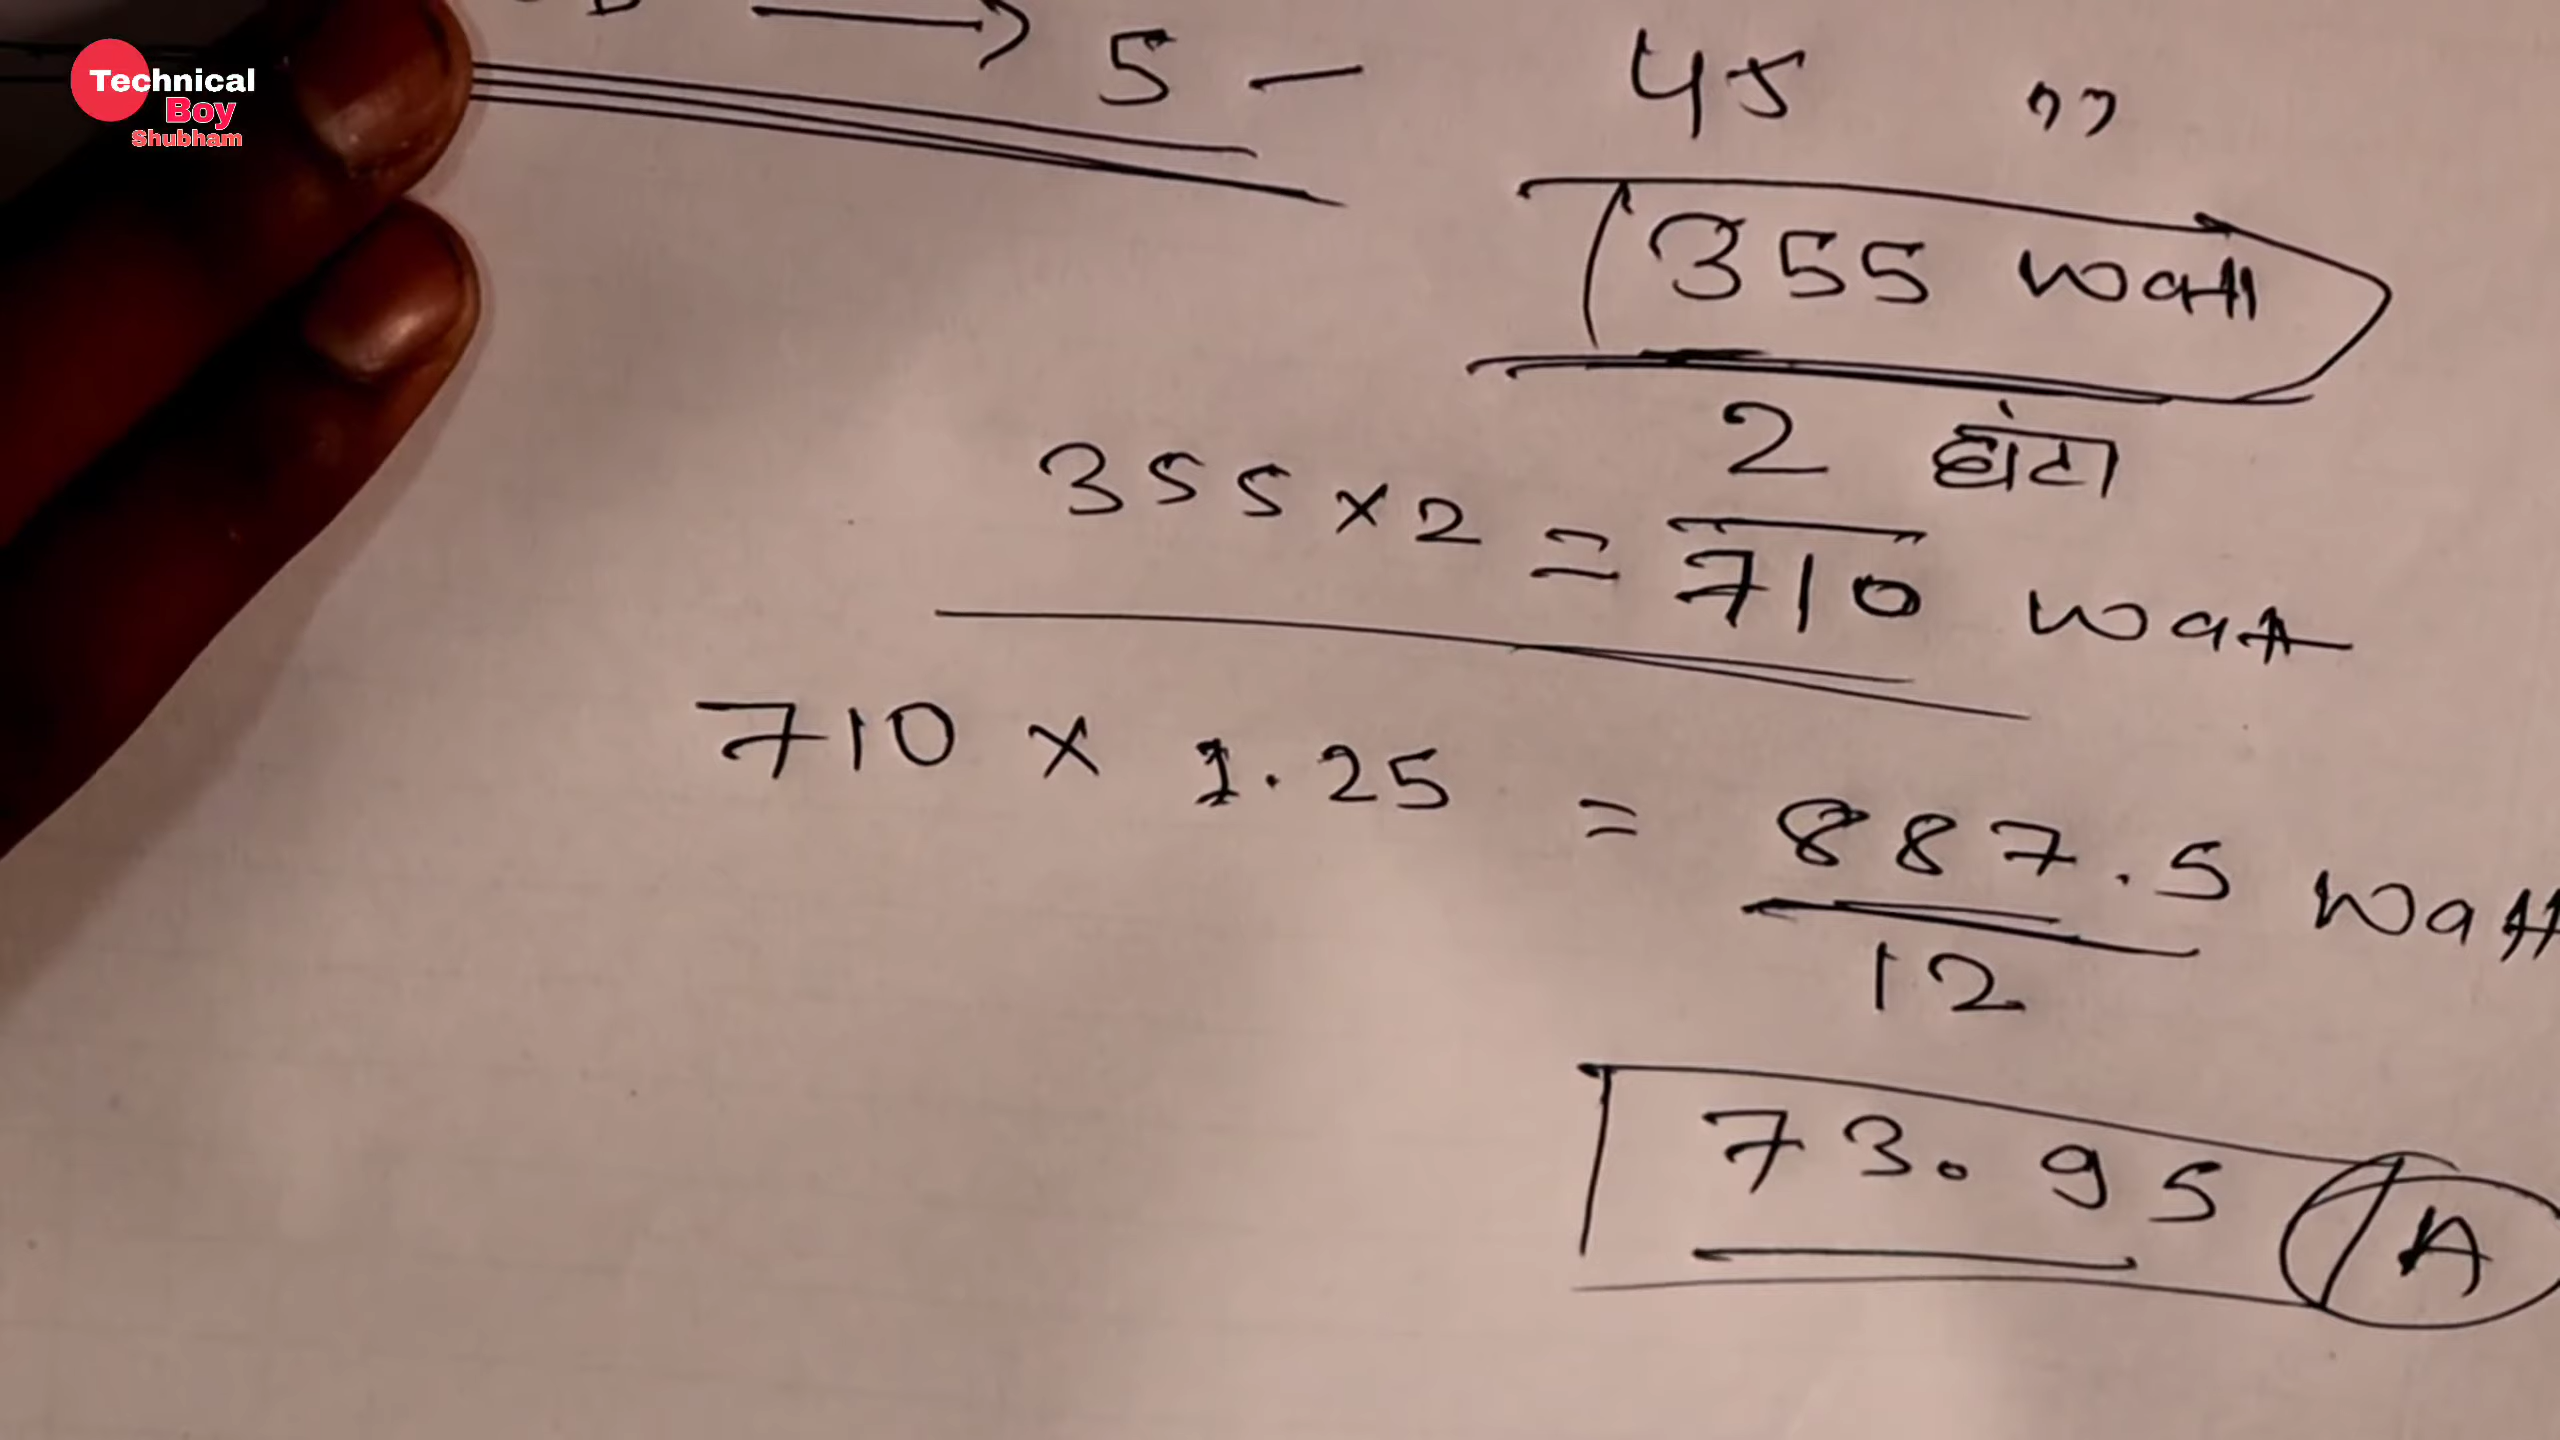 Technical
Boy
Shubham
→ 5 – 45 "
355 watt
2 घंटा
355 × 2 = 710 watt
710 × 1.25 = 887.5 watt
12
73.95 A